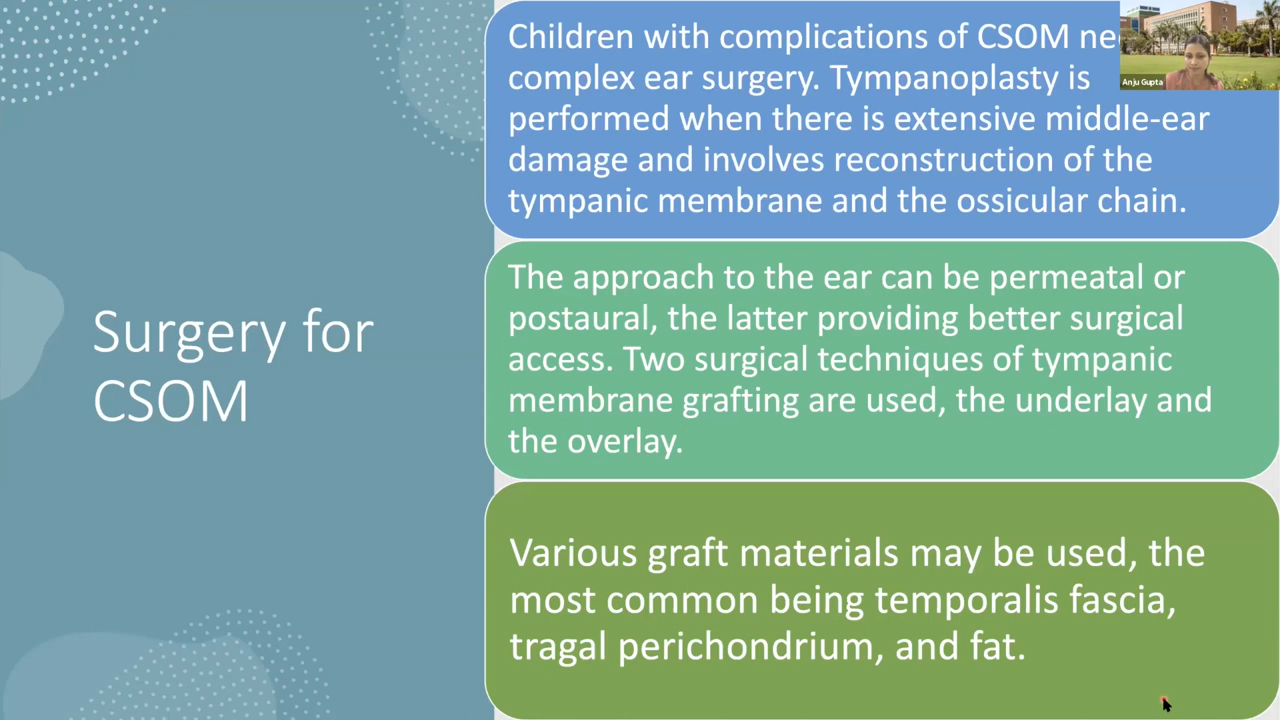 Surgery for
CSOM
Children with complications of CSOM
complex ear surgery. Tympanoplasty is
performed when there is extensive middle-ear
damage and involves reconstruction of the
tympanic membrane and the ossicular chain.
The approach to the ear can be permeatal or
postaural, the latter providing better surgical
access. Two surgical techniques of tympanic
membrane grafting are used, the underlay and
the overlay.
Various graft materials may be used, the
most common being temporalis fascia,
tragal perichondrium, and fat.
Anju Gupta